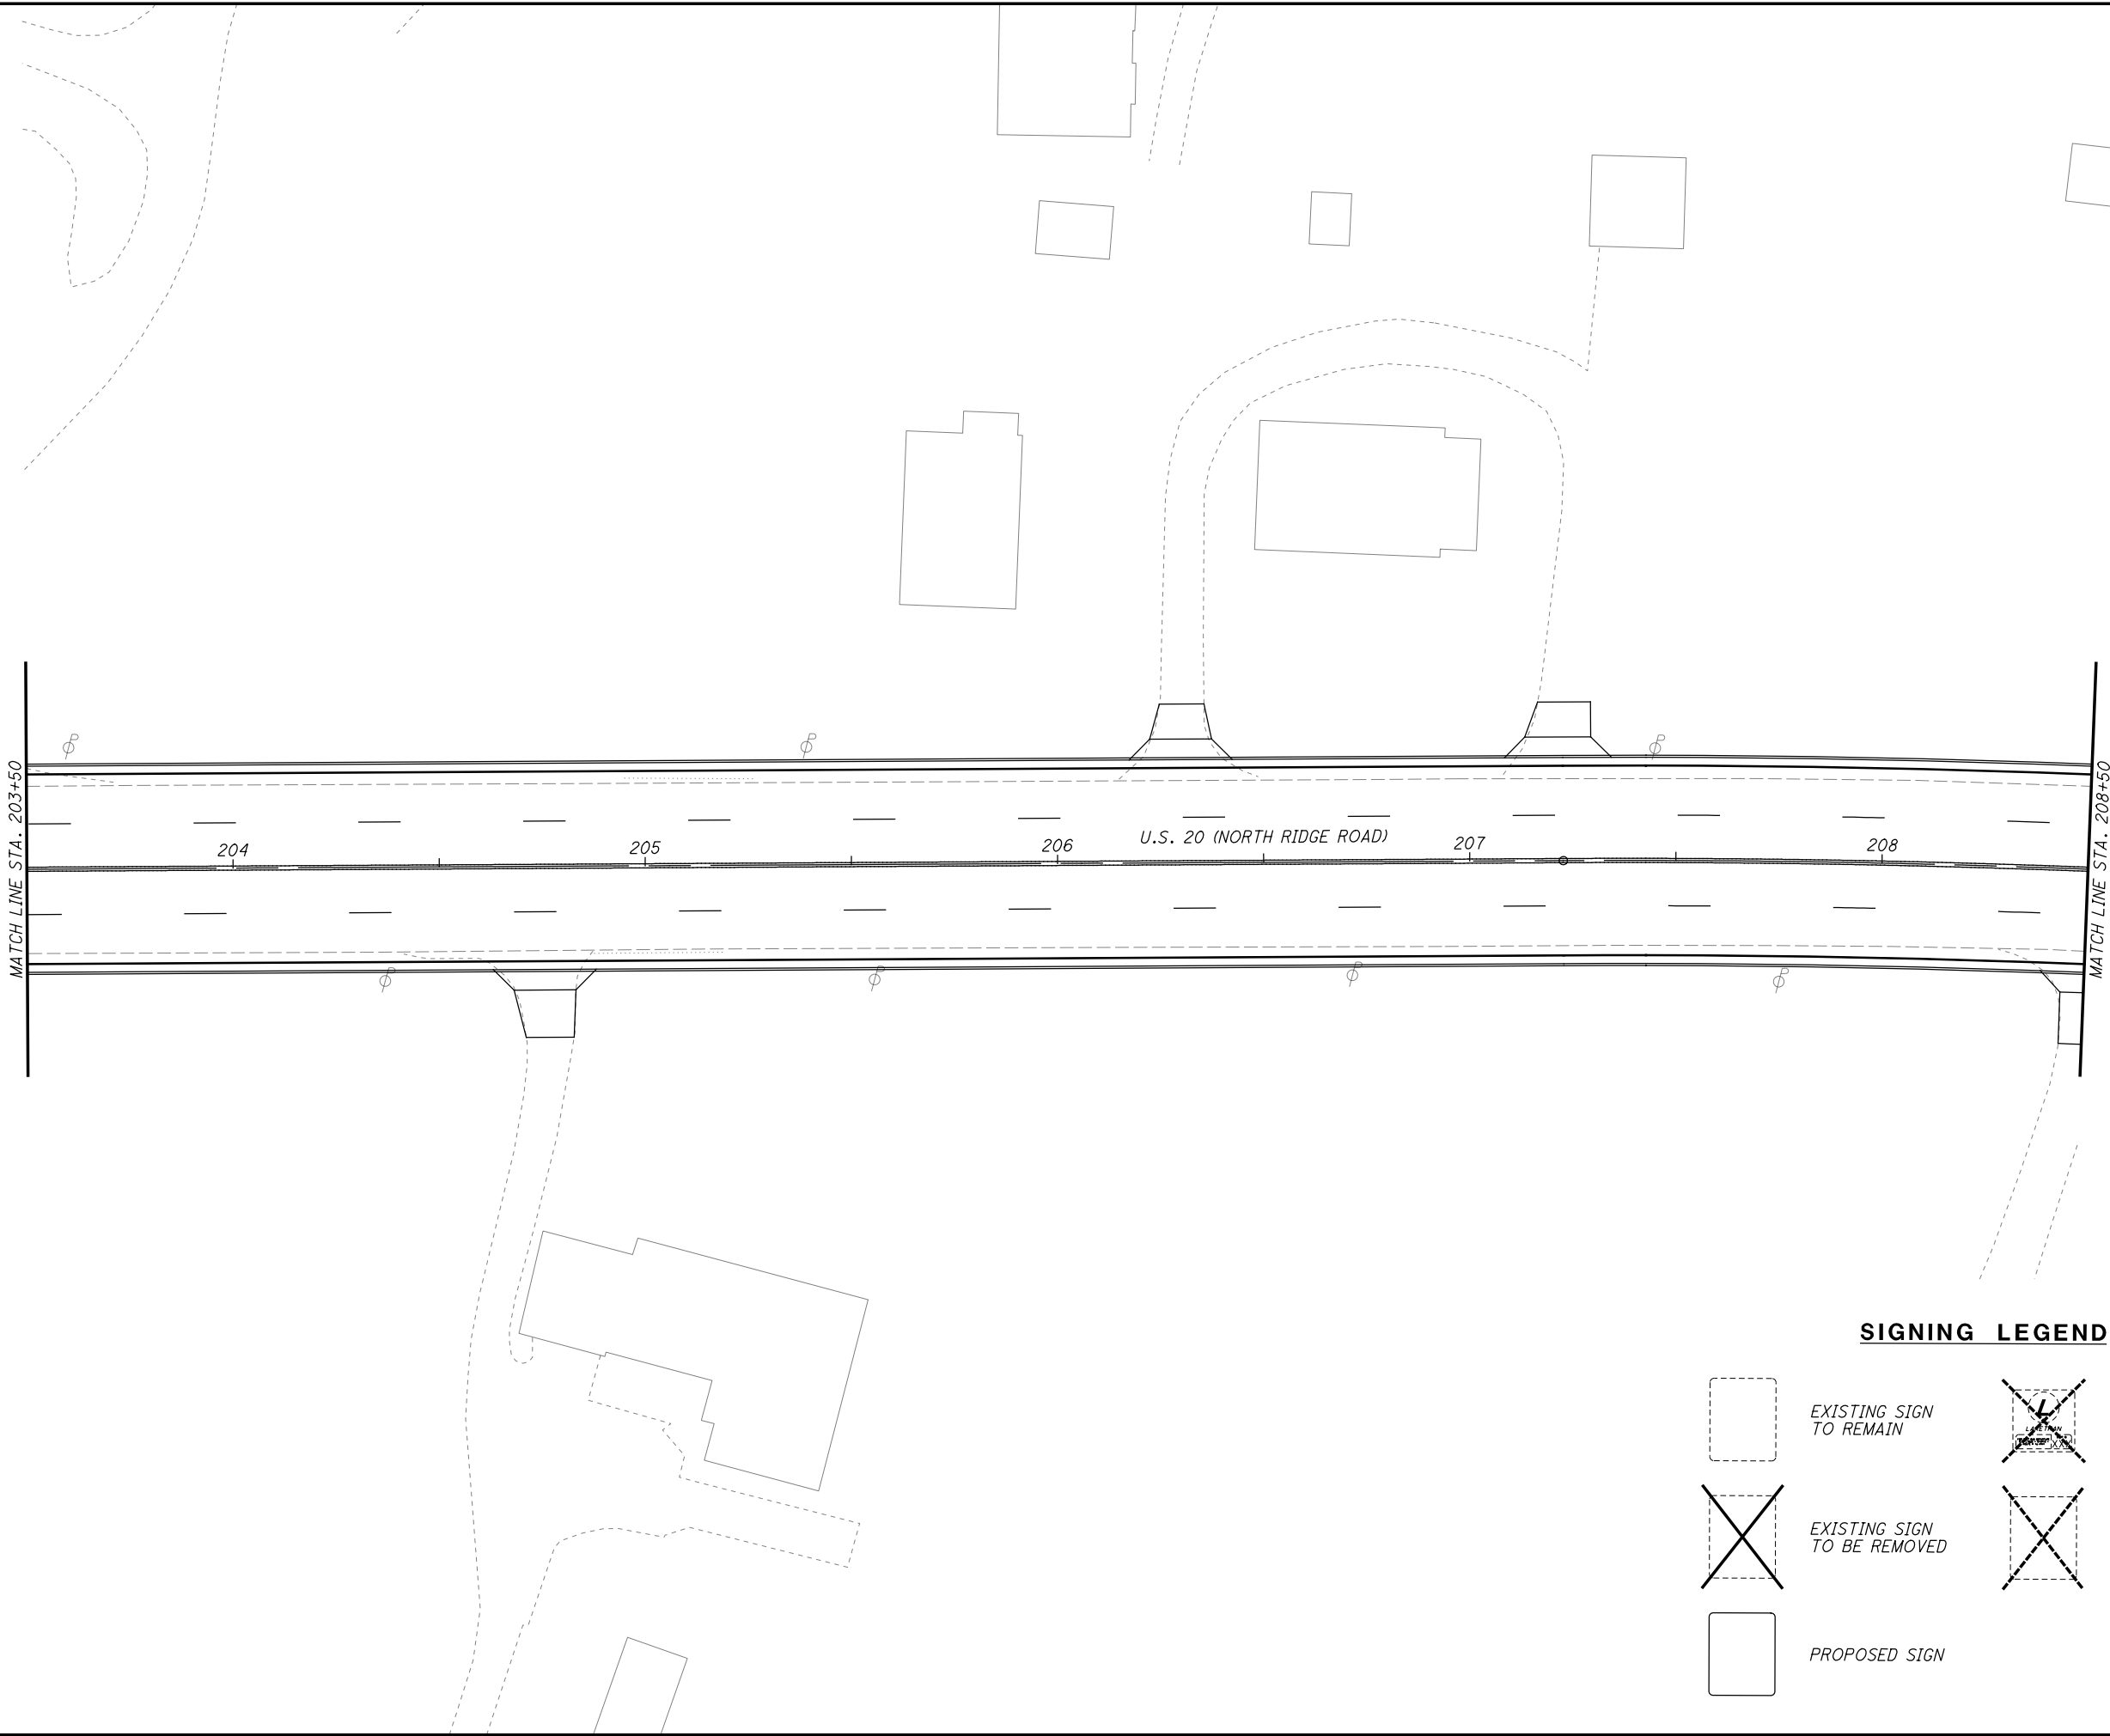 MATCH LINE STA. 203+50
204
205
206
U.S. 20 (NORTH RIDGE ROAD)
207
208
MATCH LINE STA. 208+50
SIGNING LEGEND
EXISTING SIGN
TO REMAIN
L
LAKETRAN
EXISTING SIGN
TO BE REMOVED
PROPOSED SIGN